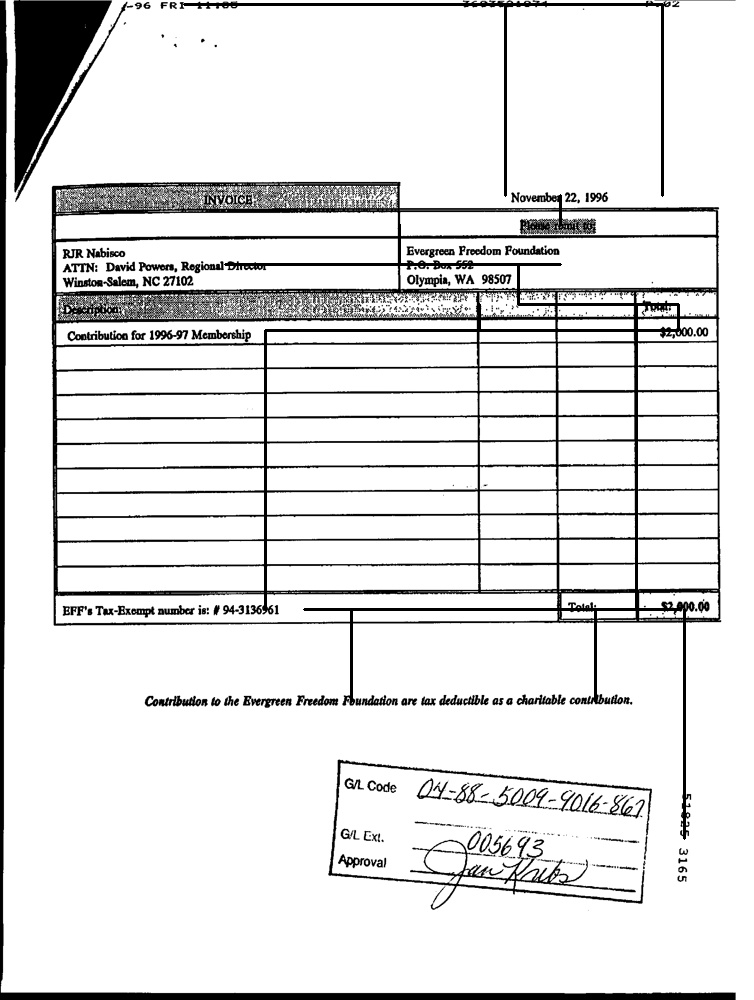 -96 FRI 11:08
INVOICE
November 22, 1996
Please remit to:
RJR Nabisco
ATTN: David Powers, Regional Director
Winston-Salem, NC 27102
Evergreen Freedom Foundation
P.O. Box 552
Olympia, WA 98507
Description: Total:
Contribution for 1996-97 Membership $2,000.00
EFF's Tax-Exempt number is: # 94-3136961 Total: $2,000.00
Contribution to the Evergreen Freedom Foundation are tax deductible as a charitable contribution.
G/L Code 04-88-5009-9016-867
G/L Ext. 005693
Approval Jan Krebs
51825 3165